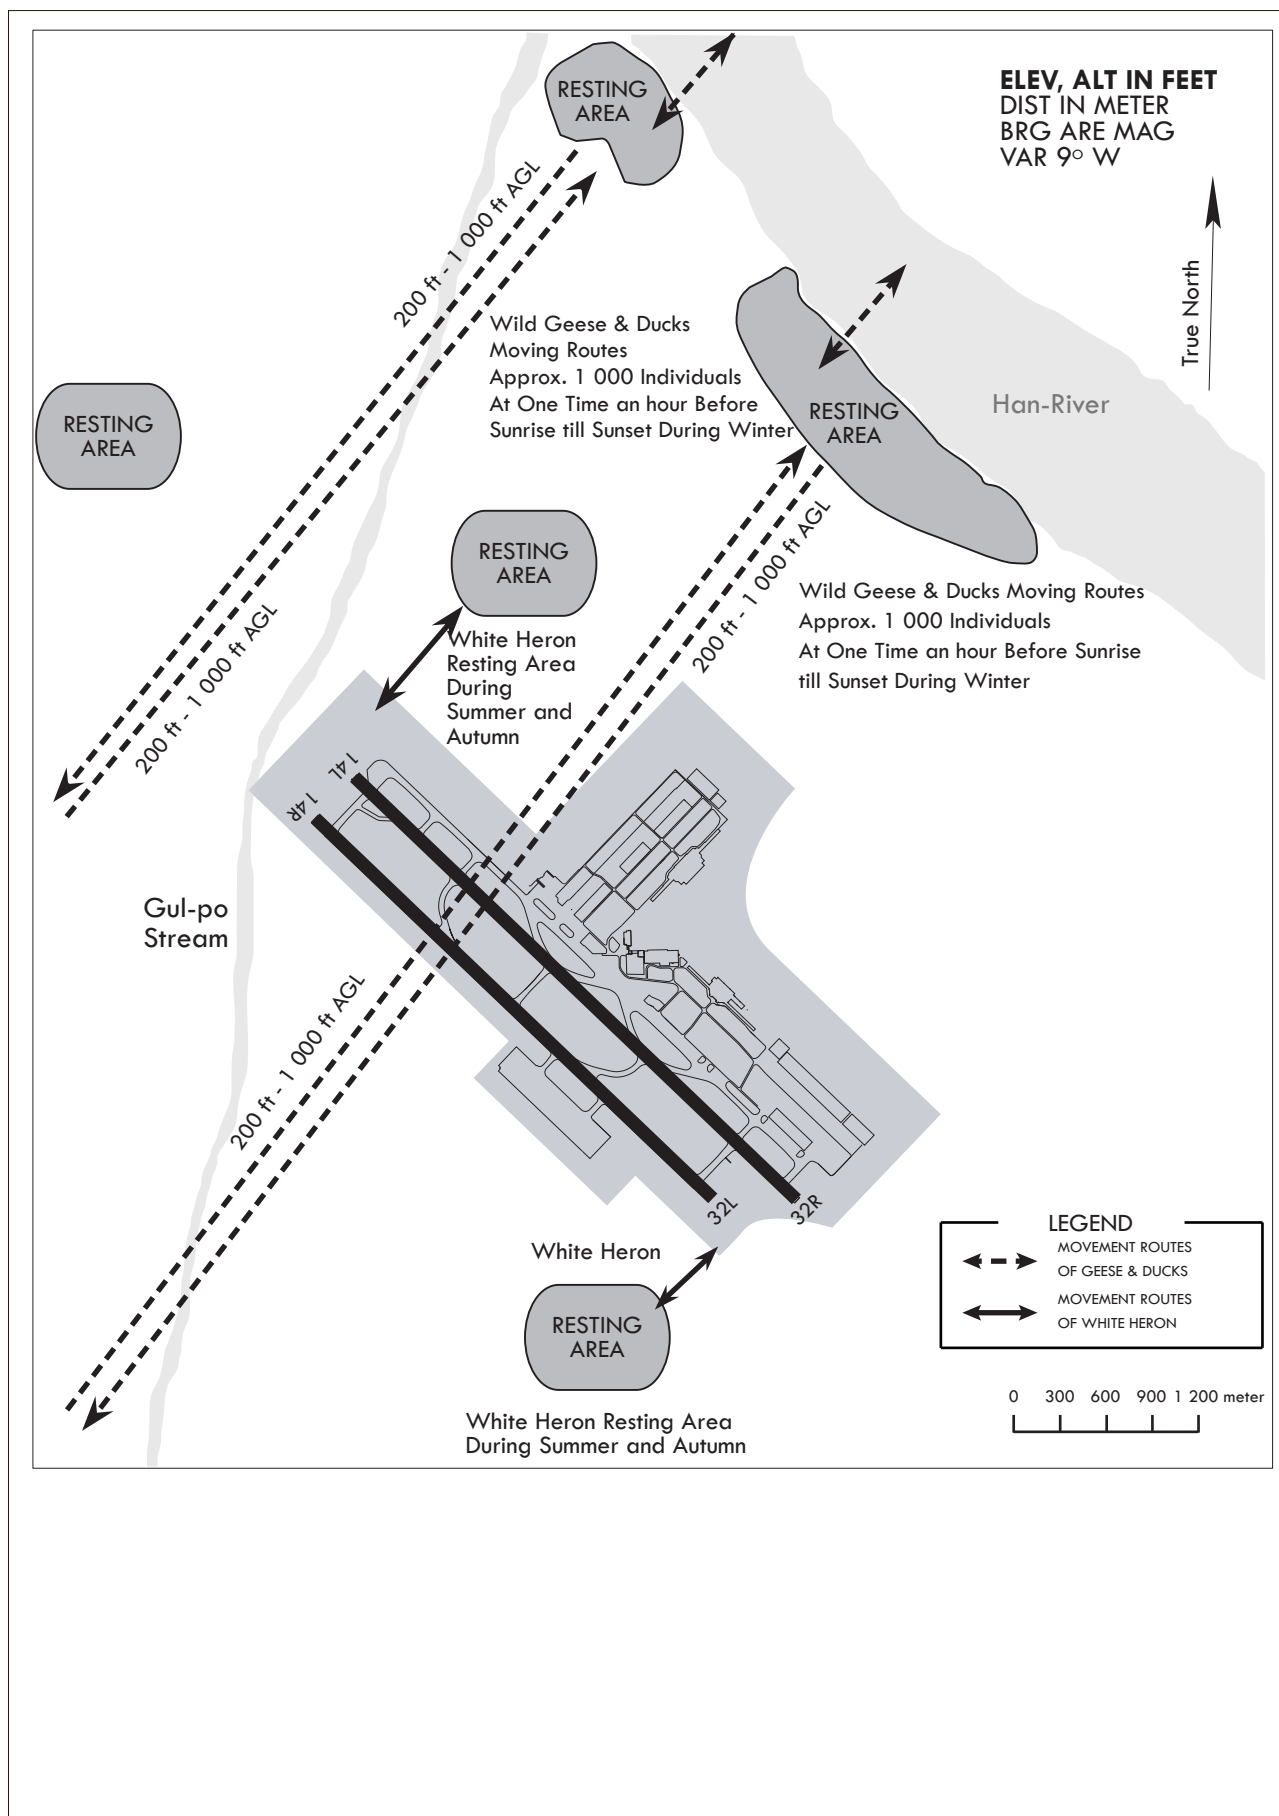 RESTING
AREA
ELEV, ALT IN FEET
DIST IN METER
BRG ARE MAG
VAR 9° W
True North
200 ft - 1 000 ft AGL
Wild Geese & Ducks
Moving Routes
Approx. 1 000 Individuals
At One Time an hour Before
Sunrise till Sunset During Winter
RESTING
AREA
Han-River
RESTING
AREA
RESTING
AREA
200 ft - 1 000 ft AGL
Wild Geese & Ducks Moving Routes
Approx. 1 000 Individuals
At One Time an hour Before Sunrise
till Sunset During Winter
White Heron
Resting Area
During
Summer and
Autumn
200 ft - 1 000 ft AGL
14L
14R
Gul-po
Stream
200 ft - 1 000 ft AGL
32L
32R
White Heron
RESTING
AREA
White Heron Resting Area
During Summer and Autumn
LEGEND
MOVEMENT ROUTES
OF GEESE & DUCKS
MOVEMENT ROUTES
OF WHITE HERON
0 300 600 900 1 200 meter